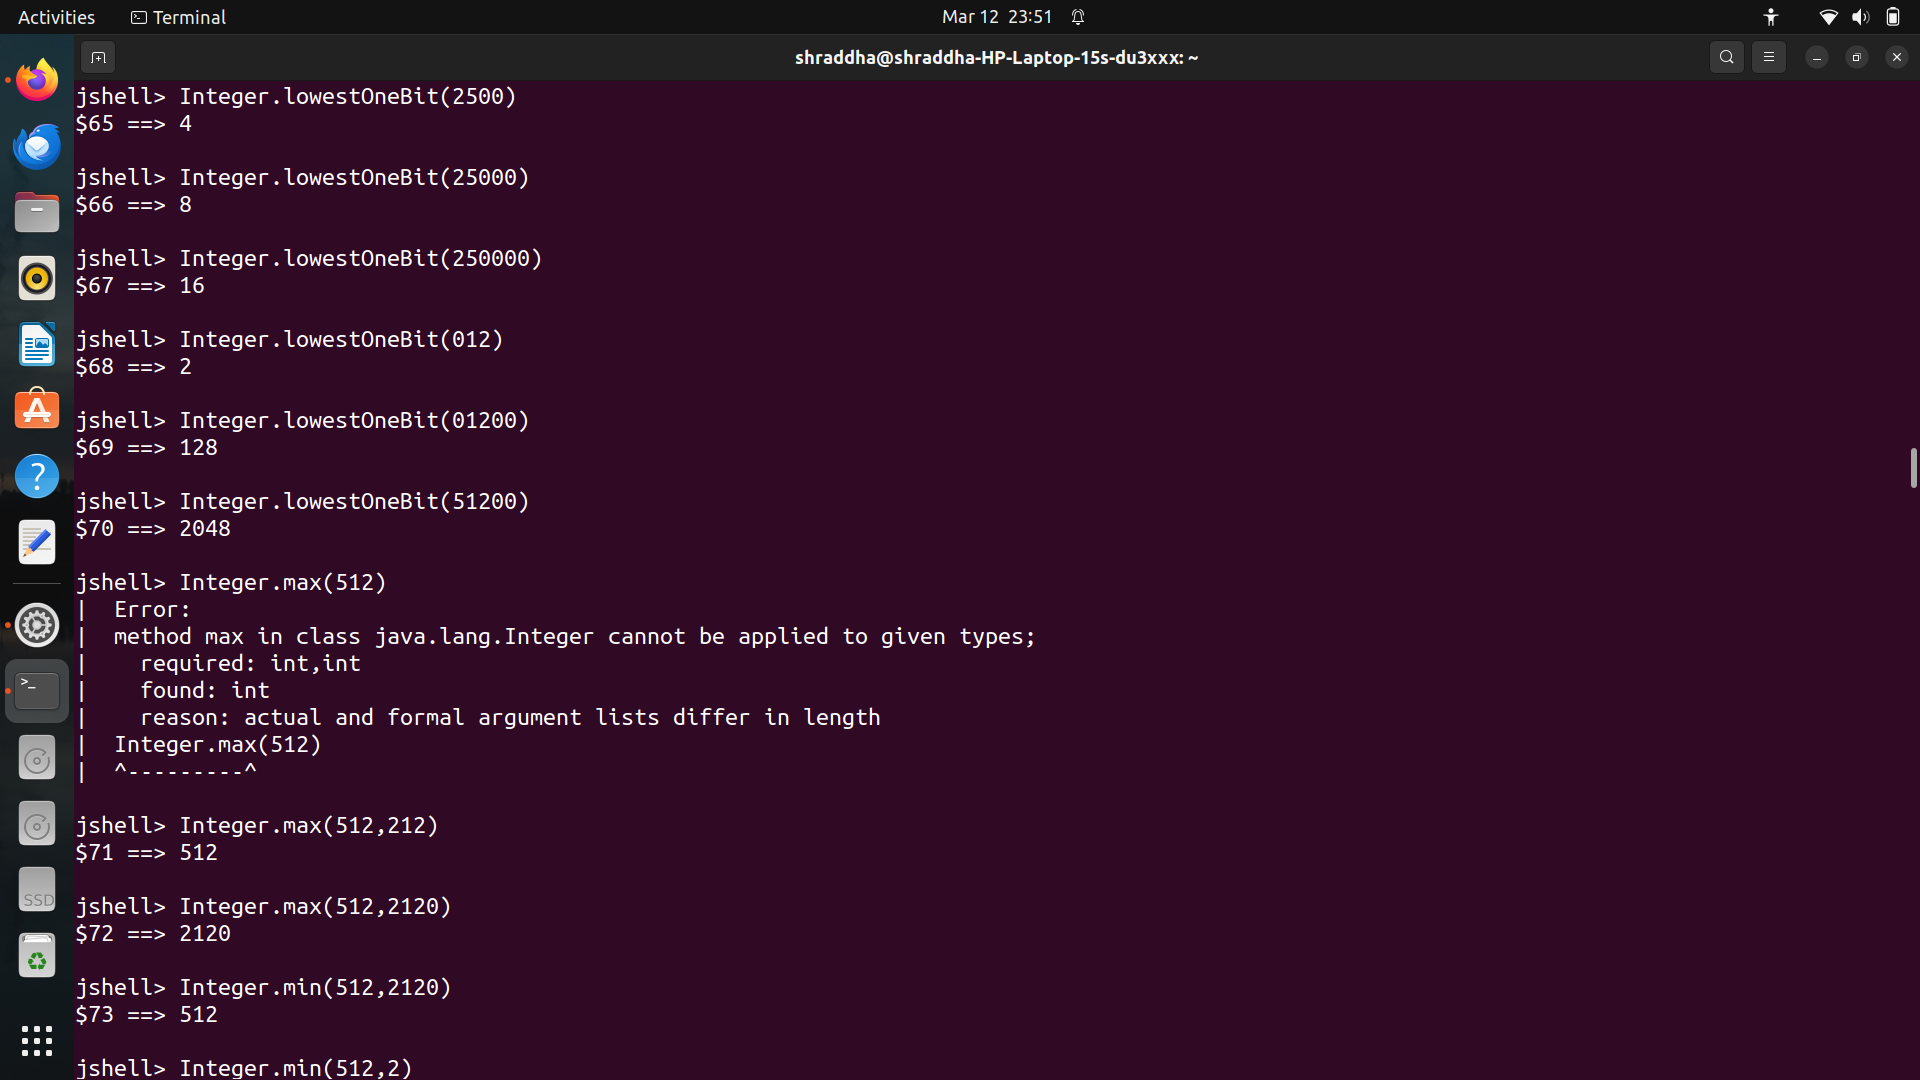 Activities Terminal Mar 12 23:51
shraddha@shraddha-HP-Laptop-15s-du3xxx: ~
jshell> Integer.lowestOneBit(2500)
$65 ==> 4
jshell> Integer.lowestOneBit(25000)
$66 ==> 8
jshell> Integer.lowestOneBit(250000)
$67 ==> 16
jshell> Integer.lowestOneBit(012)
$68 ==> 2
jshell> Integer.lowestOneBit(01200)
$69 ==> 128
jshell> Integer.lowestOneBit(51200)
$70 ==> 2048
jshell> Integer.max(512)
|  Error:
|  method max in class java.lang.Integer cannot be applied to given types;
|    required: int,int
|    found: int
|    reason: actual and formal argument lists differ in length
|  Integer.max(512)
|  ^---------^
jshell> Integer.max(512,212)
$71 ==> 512
jshell> Integer.max(512,2120)
$72 ==> 2120
jshell> Integer.min(512,2120)
$73 ==> 512
jshell> Integer.min(512,2)
SSD